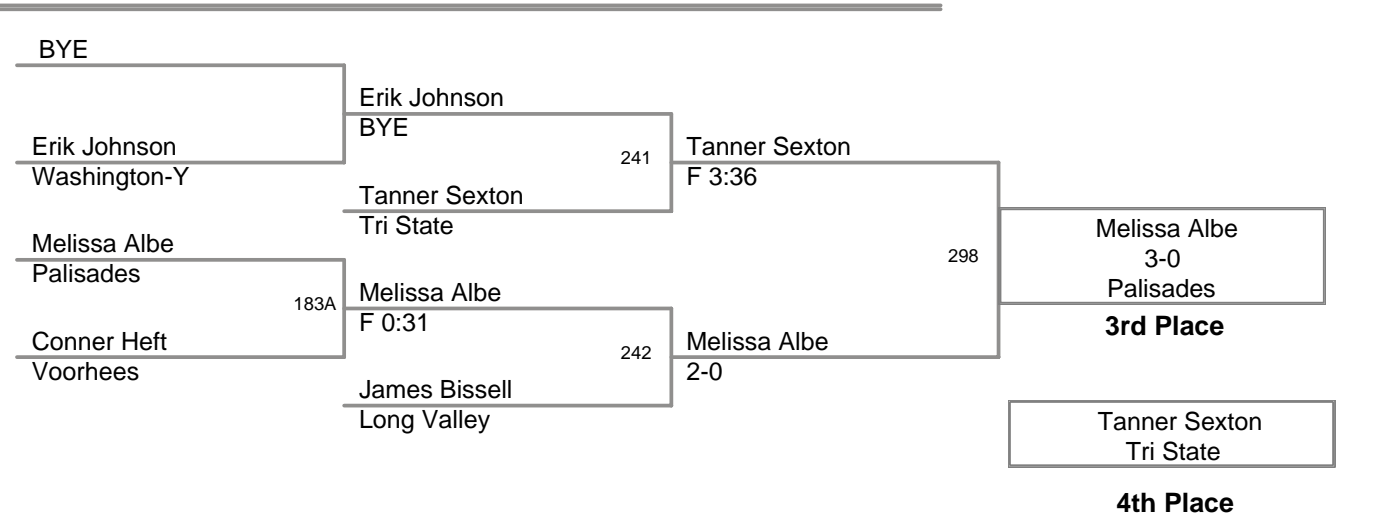 BYE
Erik Johnson
Washington-Y
Melissa Albe
Palisades
183A
Conner Heft
Voorhees
Erik Johnson
BYE
241
Tanner Sexton
Tri State
Melissa Albe
F 0:31
242
James Bissell
Long Valley
Tanner Sexton
F 3:36
298
Melissa Albe
2-0
Melissa Albe
3-0
Palisades
3rd Place
Tanner Sexton
Tri State
4th Place